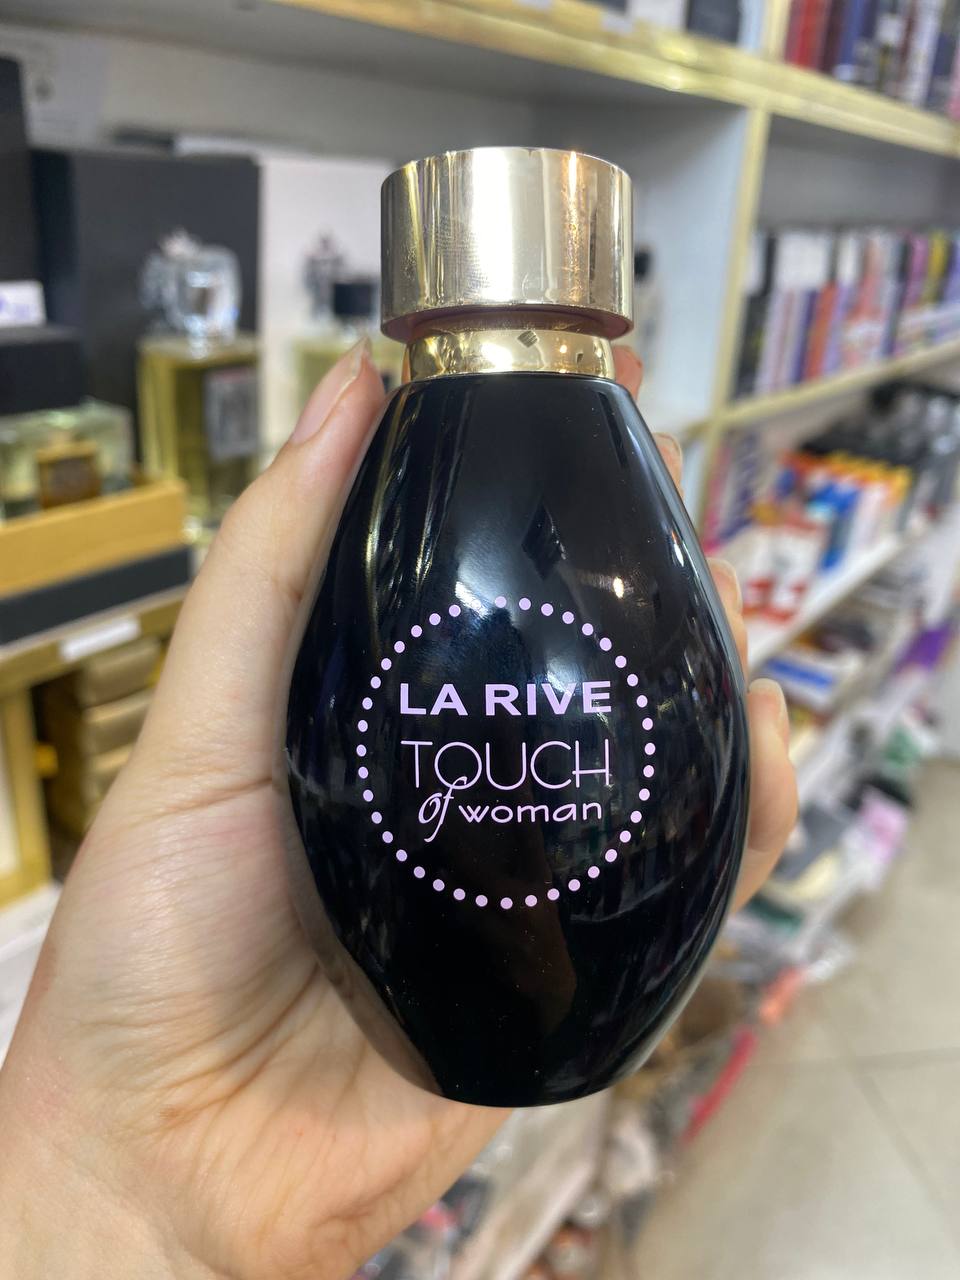 LA RIVE
TOUCH
of woman